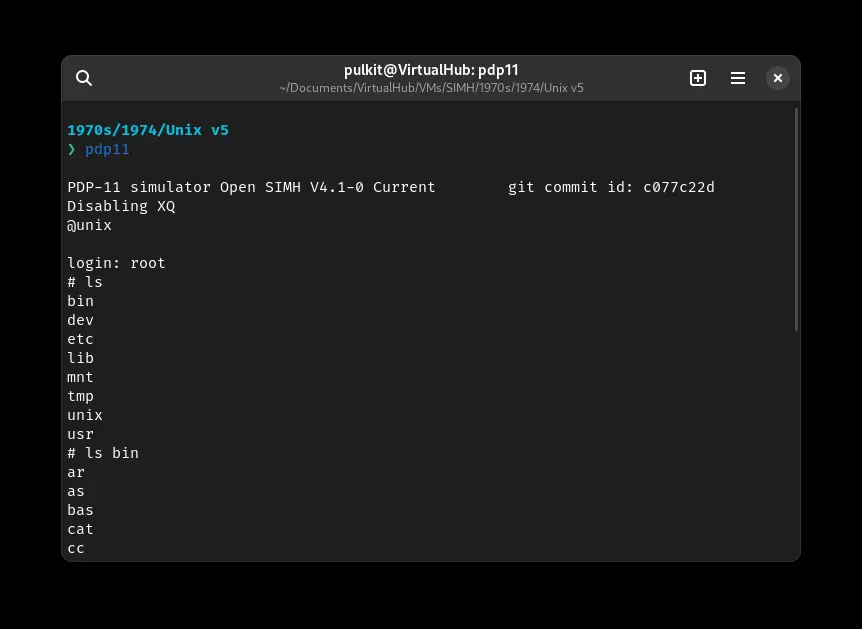 pulkit@VirtualHub: pdp11
~/Documents/VirtualHub/VMs/SIMH/1970s/1974/Unix v5
1970s/1974/Unix v5
❯ pdp11
PDP-11 simulator Open SIMH V4.1-0 Current        git commit id: c077c22d
Disabling XQ
@unix
login: root
# ls
bin
dev
etc
lib
mnt
tmp
unix
usr
# ls bin
ar
as
bas
cat
cc